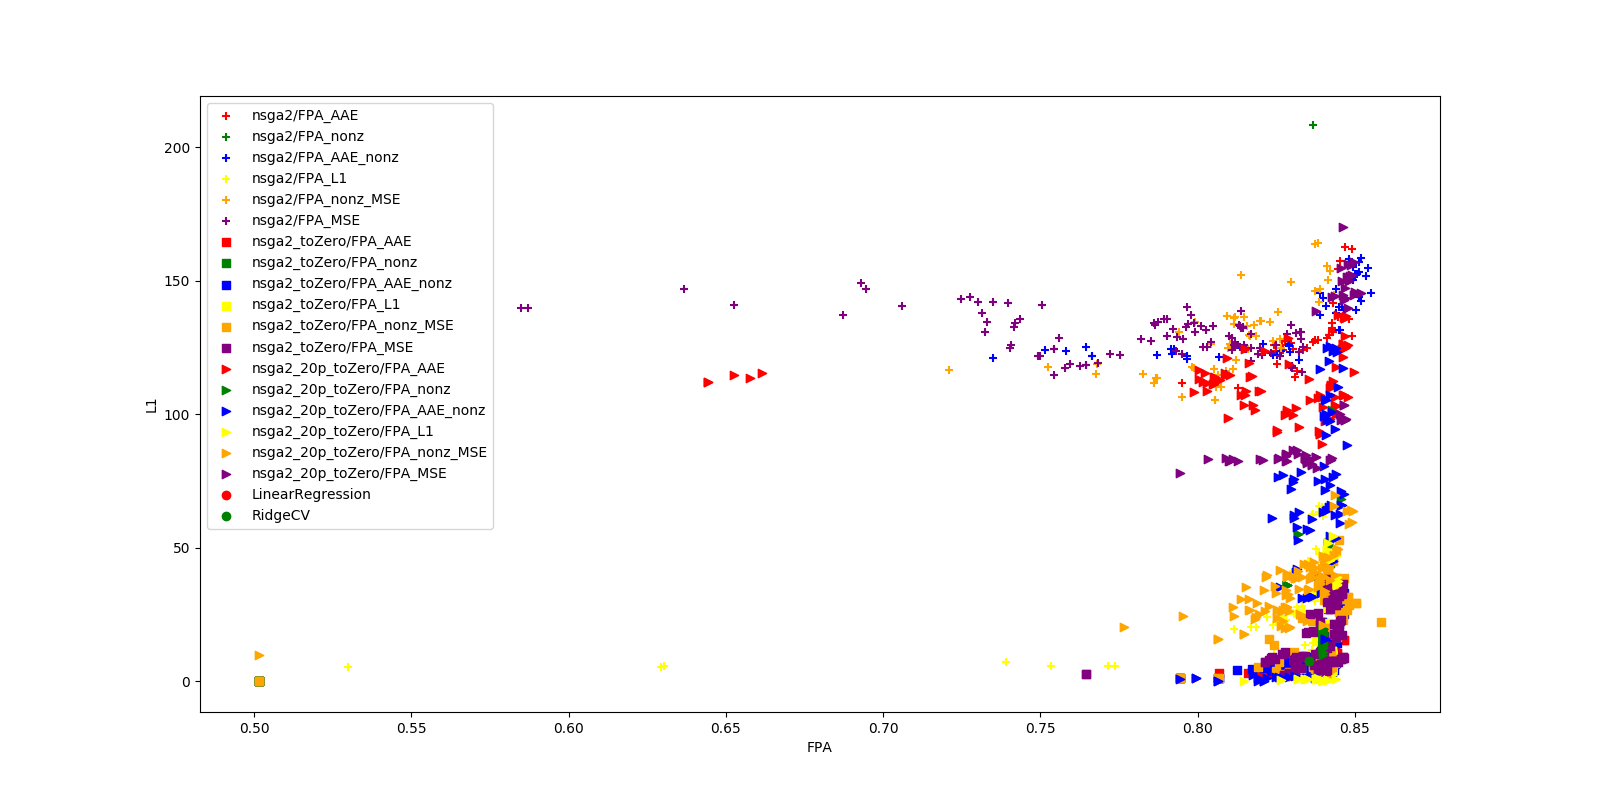 nsga2/FPA_AAE
nsga2/FPA_nonz
nsga2/FPA_AAE_nonz
nsga2/FPA_L1
nsga2/FPA_nonz_MSE
nsga2/FPA_MSE
nsga2_toZero/FPA_AAE
nsga2_toZero/FPA_nonz
nsga2_toZero/FPA_AAE_nonz
nsga2_toZero/FPA_L1
nsga2_toZero/FPA_nonz_MSE
nsga2_toZero/FPA_MSE
nsga2_20p_toZero/FPA_AAE
nsga2_20p_toZero/FPA_nonz
nsga2_20p_toZero/FPA_AAE_nonz
nsga2_20p_toZero/FPA_L1
nsga2_20p_toZero/FPA_nonz_MSE
nsga2_20p_toZero/FPA_MSE
LinearRegression
RidgeCV
200
150
100
50
0
L1
0.50 0.55 0.60 0.65 0.70 0.75 0.80 0.85
FPA